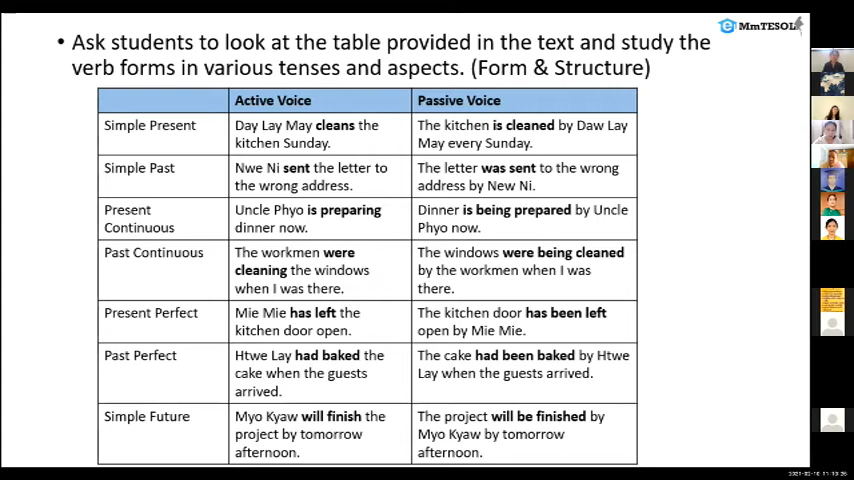 MmTESOL
• Ask students to look at the table provided in the text and study the
verb forms in various tenses and aspects. (Form & Structure)
Active Voice
Passive Voice
Simple Present
Day Lay May cleans the
kitchen Sunday.
The kitchen is cleaned by Daw Lay
May every Sunday.
Simple Past
Nwe Ni sent the letter to
the wrong address.
The letter was sent to the wrong
address by New Ni.
Present
Continuous
Uncle Phyo is preparing
dinner now.
Dinner is being prepared by Uncle
Phyo now.
Past Continuous
The workmen were
cleaning the windows
when I was there.
The windows were being cleaned
by the workmen when I was
there.
Present Perfect
Mie Mie has left the
kitchen door open.
The kitchen door has been left
open by Mie Mie.
Past Perfect
Htwe Lay had baked the
cake when the guests
arrived.
The cake had been baked by Htwe
Lay when the guests arrived.
Simple Future
Myo Kyaw will finish the
project by tomorrow
afternoon.
The project will be finished by
Myo Kyaw by tomorrow
afternoon.